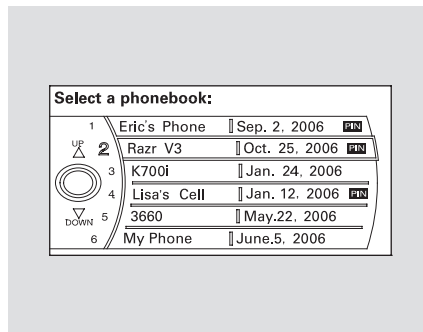 Select a phonebook:
1 Eric's Phone Sep. 2, 2006 PIN
UP 2 Razr V3 Oct. 25, 2006 PIN
3 K700i Jan. 24, 2006
4 Lisa's Cell Jan. 12, 2006 PIN
DOWN 5 3660 May.22, 2006
6 My Phone June.5, 2006